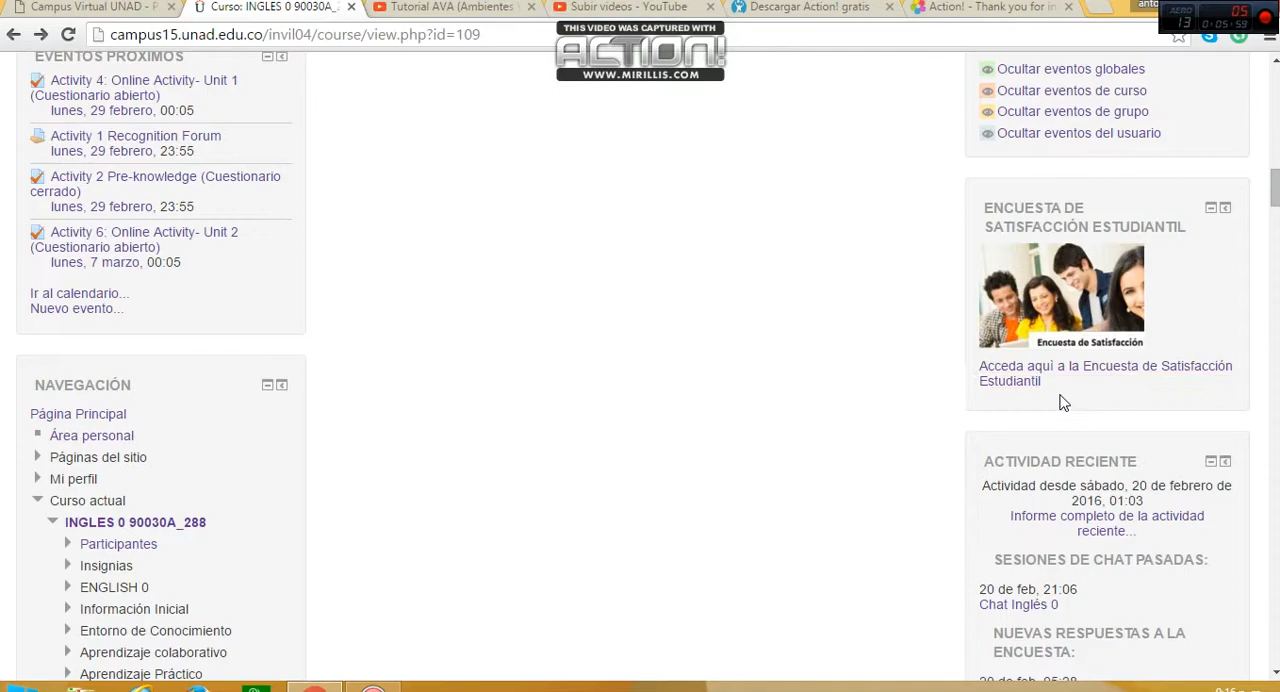 Campus Virtual UNAD - P
Curso: INGLES 0 90030A_
Tutorial AVA (Ambientes
Subir videos - YouTube
Descargar Action! gratis
Action! - Thank you for in
campus15.unad.edu.co/invil04/course/view.php?id=109
THIS VIDEO WAS CAPTURED WITH
ACTION!
WWW.MIRILLIS.COM
AERO
13
05
0:05:59
EVENTOS PRÓXIMOS
Activity 4: Online Activity- Unit 1
(Cuestionario abierto)
lunes, 29 febrero, 00:05
Activity 1 Recognition Forum
lunes, 29 febrero, 23:55
Activity 2 Pre-knowledge (Cuestionario
cerrado)
lunes, 29 febrero, 23:55
Activity 6: Online Activity- Unit 2
(Cuestionario abierto)
lunes, 7 marzo, 00:05
Ir al calendario...
Nuevo evento...
NAVEGACIÓN
Página Principal
Área personal
Páginas del sitio
Mi perfil
Curso actual
INGLES 0 90030A_288
Participantes
Insignias
ENGLISH 0
Información Inicial
Entorno de Conocimiento
Aprendizaje colaborativo
Aprendizaje Práctico
Ocultar eventos globales
Ocultar eventos de curso
Ocultar eventos de grupo
Ocultar eventos del usuario
ENCUESTA DE
SATISFACCIÓN ESTUDIANTIL
Encuesta de Satisfacción
Acceda aquì a la Encuesta de Satisfacción
Estudiantil
ACTIVIDAD RECIENTE
Actividad desde sábado, 20 de febrero de
2016, 01:03
Informe completo de la actividad
reciente...
SESIONES DE CHAT PASADAS:
20 de feb, 21:06
Chat Inglés 0
NUEVAS RESPUESTAS A LA
ENCUESTA: